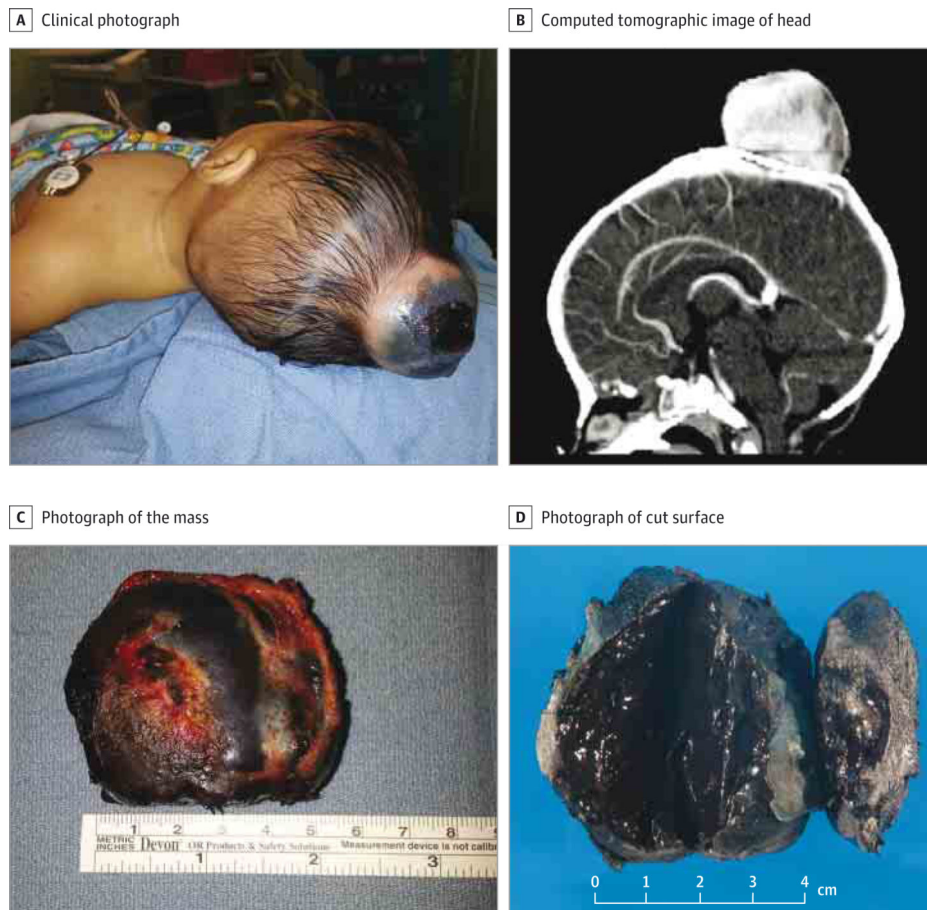 A Clinical photograph
B Computed tomographic image of head
C Photograph of the mass
D Photograph of cut surface
1 2 3 4 5 6 7 8 9
METRIC
INCHES Devon OR Products & Safety Solutions Measurement device is not calib
1 2 3
0 1 2 3 4 cm